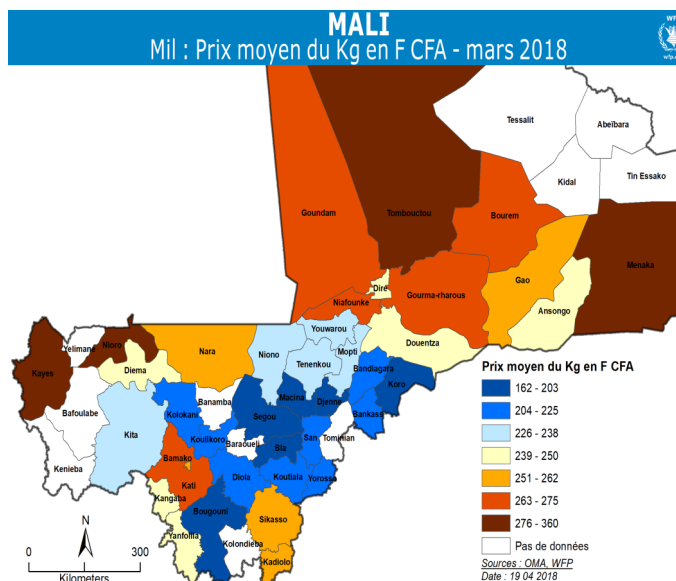 MALI
Mil : Prix moyen du Kg en F CFA - mars 2018
WF
wfp.o
Tessalit
Abeïbara
Kidal
Tin Essako
Goundam
Tombouctou
Bourem
Menaka
Gao
Diré
Gourma-rharous
Niafounke
Ansongo
Youwarou
Douentza
Nara
Nioro
Yelimane
Kayes
Diema
Niono
Mopti
Tenenkou
Bandiagara
Koro
Macina
Djenne
Bafoulabe
Banamba
Kolokani
Segou
Bankass
Kita
Koulikoro
Baraoueli
San
Tominian
Bla
Kenieba
Bamako
Kati
Diola
Koutiala
Yorosso
Kangaba
Bougouni
Sikasso
Yanfolila
Kolondieba
Kadiolo
Prix moyen du Kg en F CFA
162 - 203
204 - 225
226 - 238
239 - 250
251 - 262
263 - 275
276 - 360
Pas de données
Sources : OMA, WFP
Date : 19 04 2018
N
0 300
Kilometers